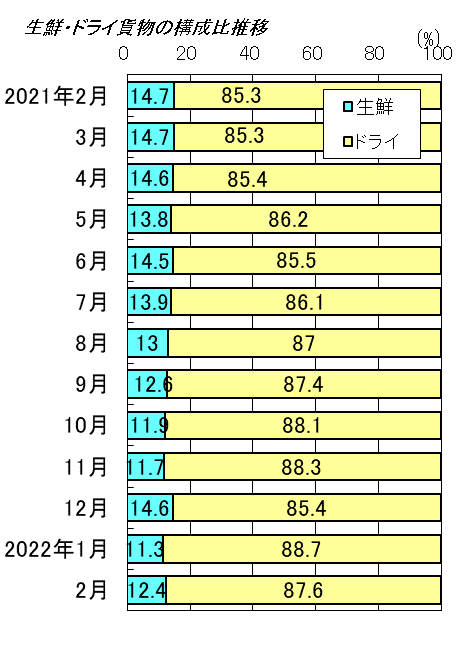 生鮮・ドライ貨物の構成比推移
(%)
0 20 40 60 80 100
生鮮
ドライ
2021年2月 14.7 85.3
3月 14.7 85.3
4月 14.6 85.4
5月 13.8 86.2
6月 14.5 85.5
7月 13.9 86.1
8月 13 87
9月 12.6 87.4
10月 11.9 88.1
11月 11.7 88.3
12月 14.6 85.4
2022年1月 11.3 88.7
2月 12.4 87.6